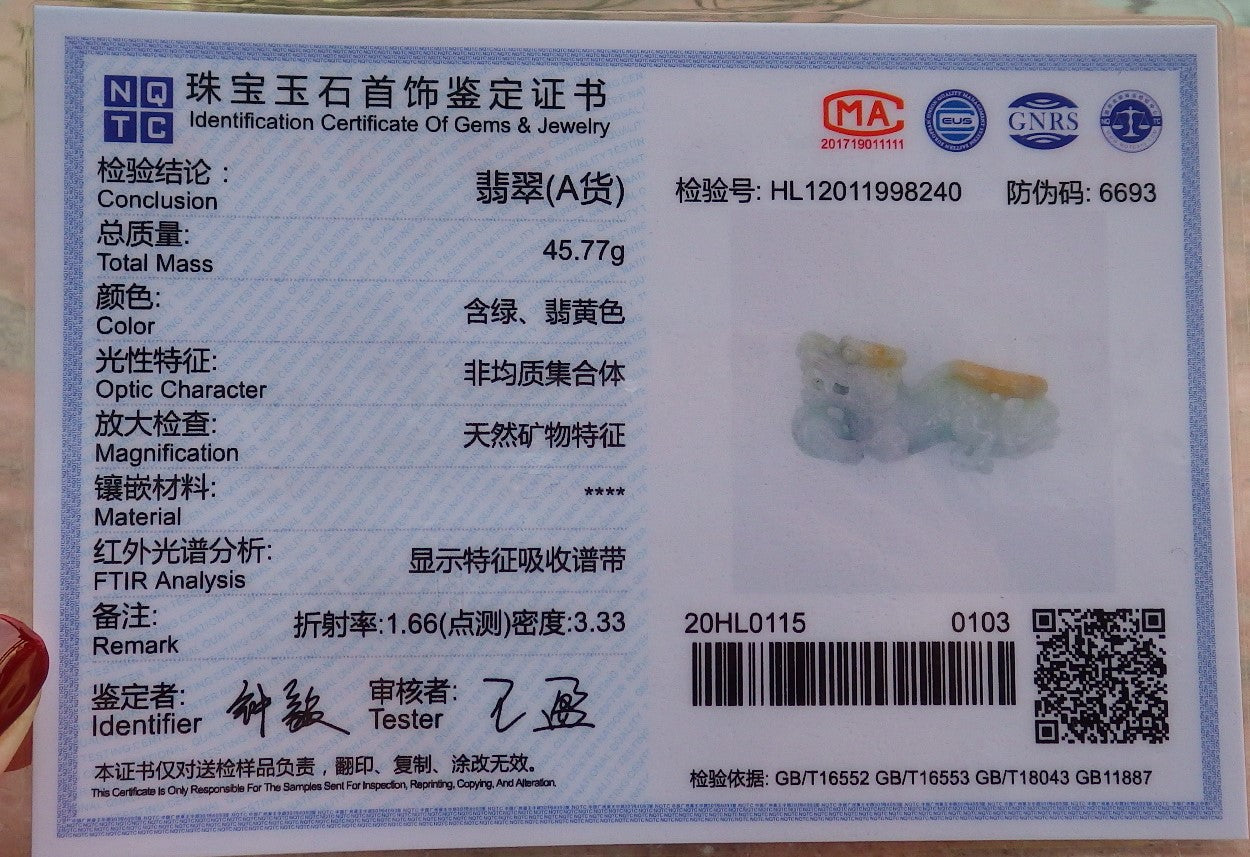 NQ
TC
珠宝玉石首饰鉴定证书
Identification Certificate Of Gems & Jewelry
MA
201719011111
EUS
GNRS
检验结论：
Conclusion
翡翠(A货)
检验号: HL12011998240
防伪码: 6693
总质量:
Total Mass
45.77g
颜色:
Color
含绿、翡黄色
光性特征:
Optic Character
非均质集合体
放大检查:
Magnification
天然矿物特征
镶嵌材料:
Material
****
红外光谱分析:
FTIR Analysis
显示特征吸收谱带
备注:
Remark
折射率:1.66(点测)密度:3.33
鉴定者:
Identifier
审核者:
Tester
本证书仅对送检样品负责，翻印、复制、涂改无效。
This Certificate Is Only Responsible For The Samples Sent For Inspection, Reprinting, Copying, And Alteration.
20HL0115
0103
检验依据: GB/T16552 GB/T16553 GB/T18043 GB11887